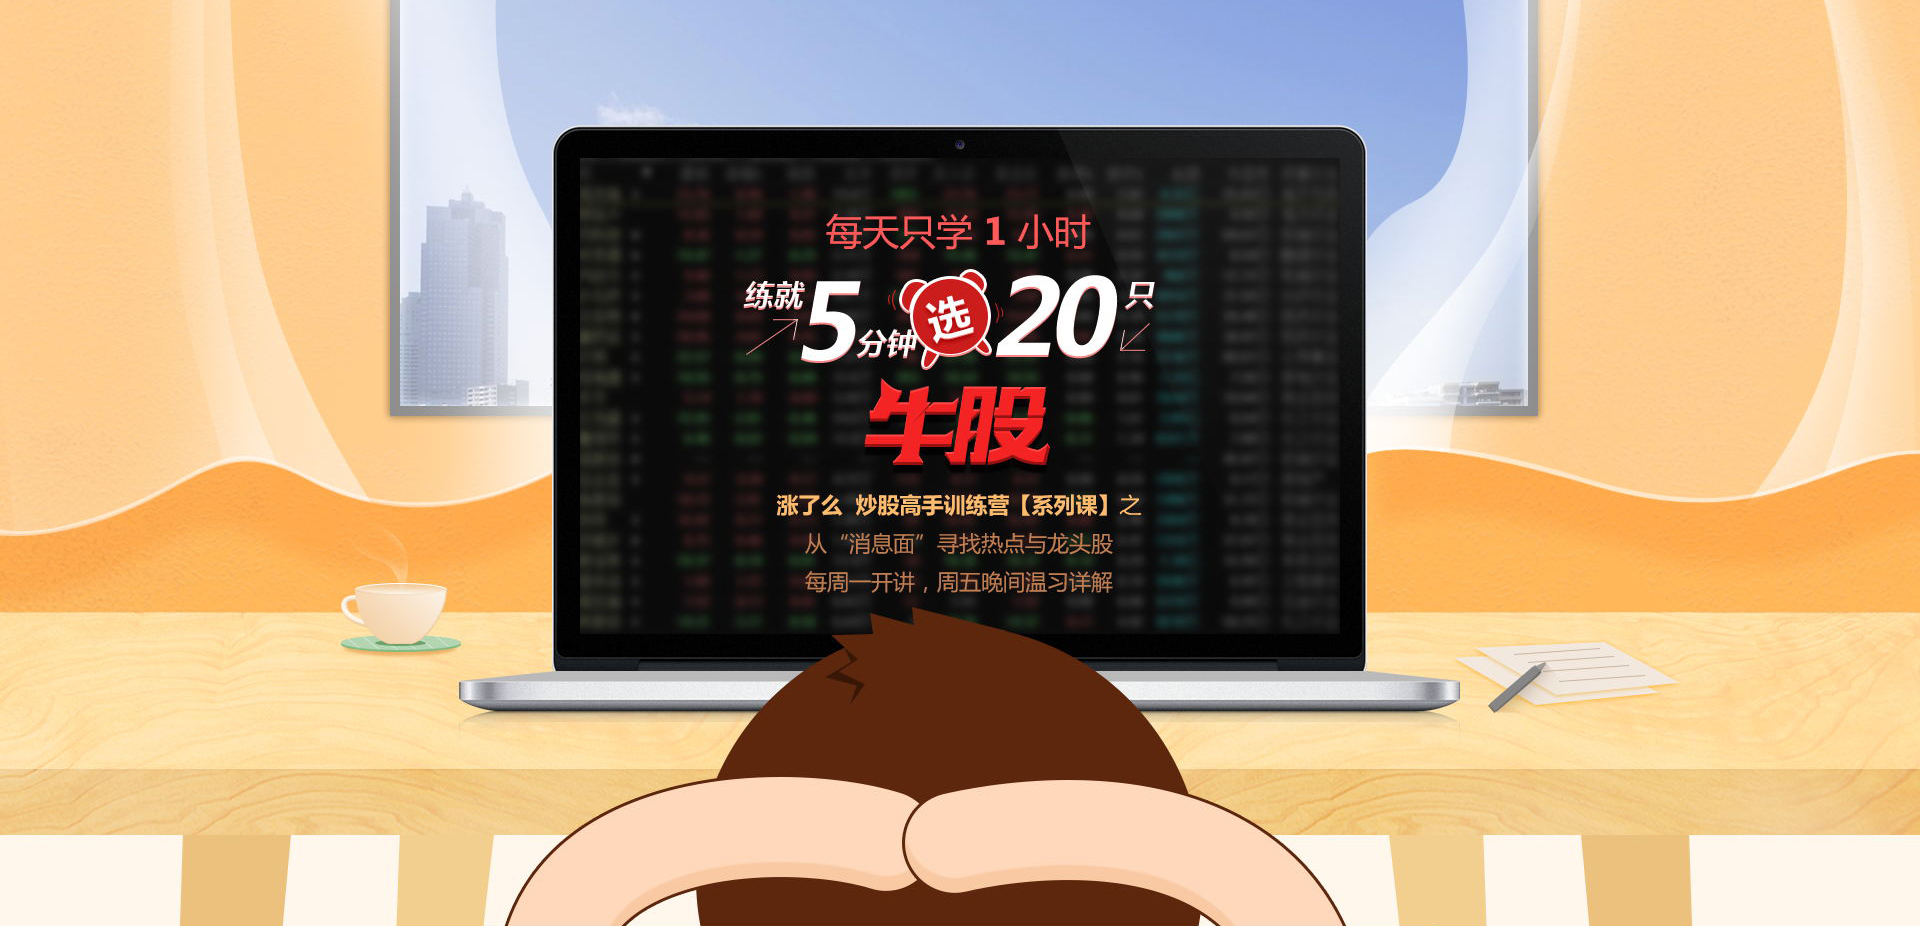 每天只学 1 小时
练就5分钟选20只
牛股
涨了么 炒股高手训练营【系列课】之
从“消息面”寻找热点与龙头股
每周一开讲，周五晚间温习详解